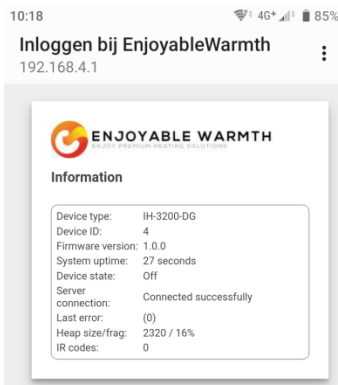 10:18 4G+ 85%
Inloggen bij EnjoyableWarmth
192.168.4.1
ENJOYABLE WARMTH
ENJOY PREMIUM HEATING SOLUTIONS
Information
Device type: IH-3200-DG
Device ID: 4
Firmware version: 1.0.0
System uptime: 27 seconds
Device state: Off
Server
connection: Connected successfully
Last error: (0)
Heap size/frag: 2320 / 16%
IR codes: 0